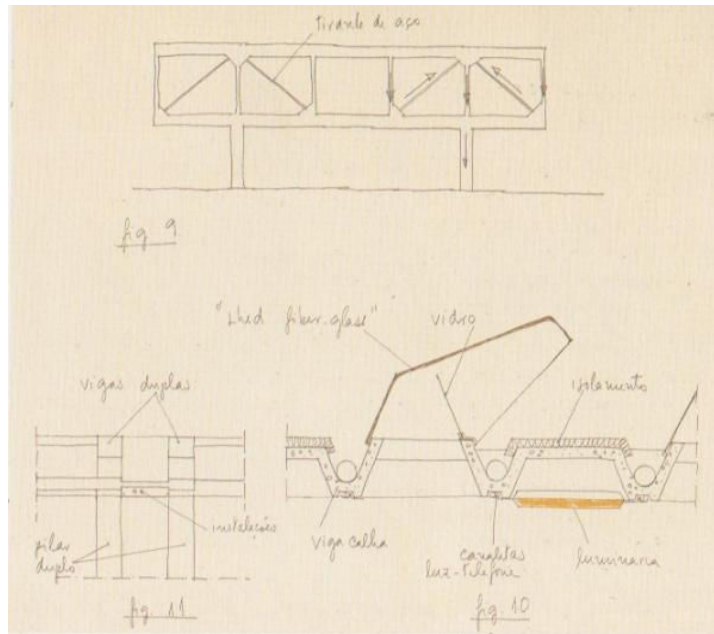 tirante de aço
fig 9
"Lhed fiber-glass"
vidro
isolamento
vigas duplas
instalações
pilar
duplo
viga calha
canaletas
luz-telefone
luminaria
fig. 11
fig. 10